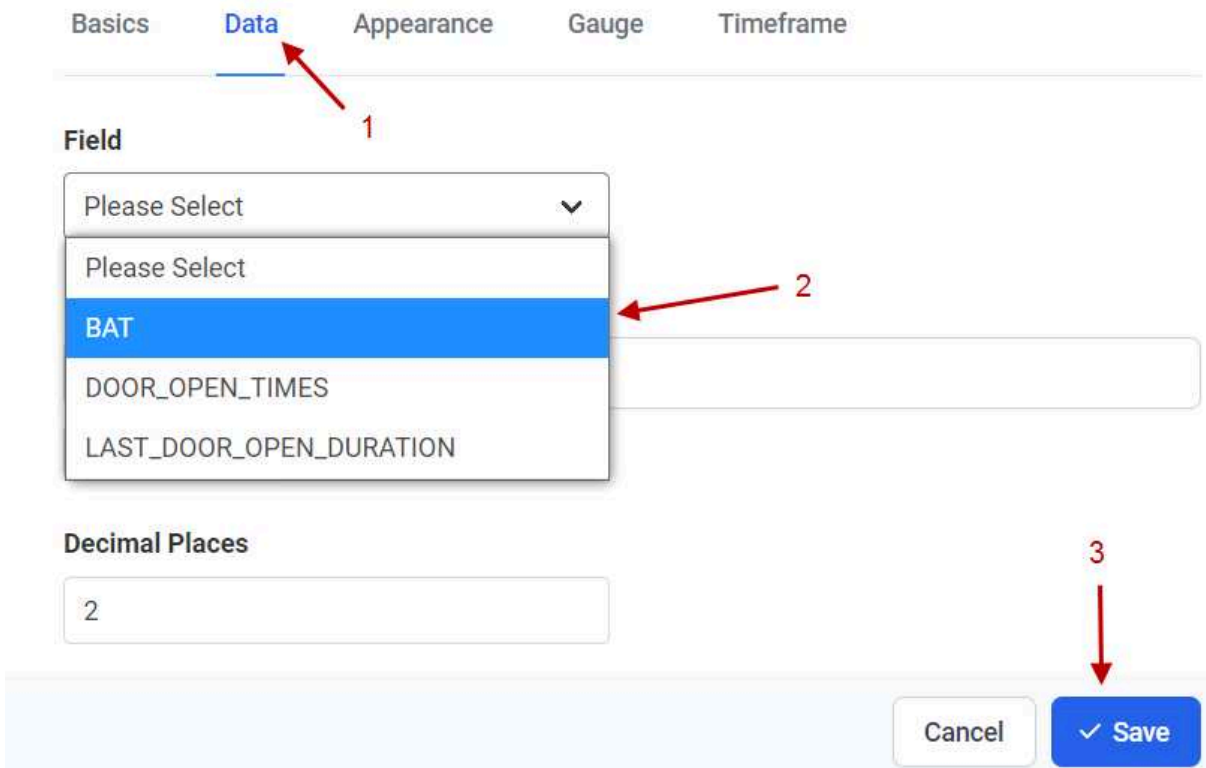 Basics Data Appearance Gauge Timeframe
1
Field
Please Select
Please Select
2
BAT
DOOR_OPEN_TIMES
LAST_DOOR_OPEN_DURATION
Decimal Places
3
2
Cancel Save